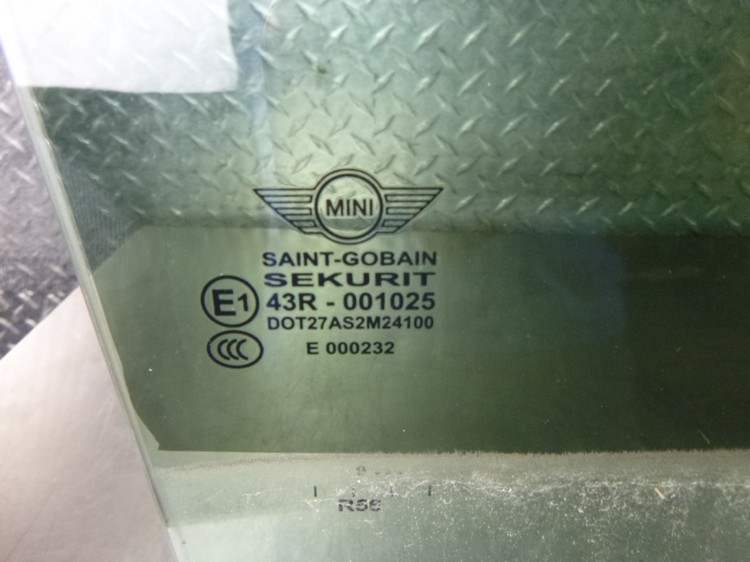 MINI
SAINT-GOBAIN
SEKURIT
E1 43R - 001025
DOT27AS2M24100
CCC E 000232
R56